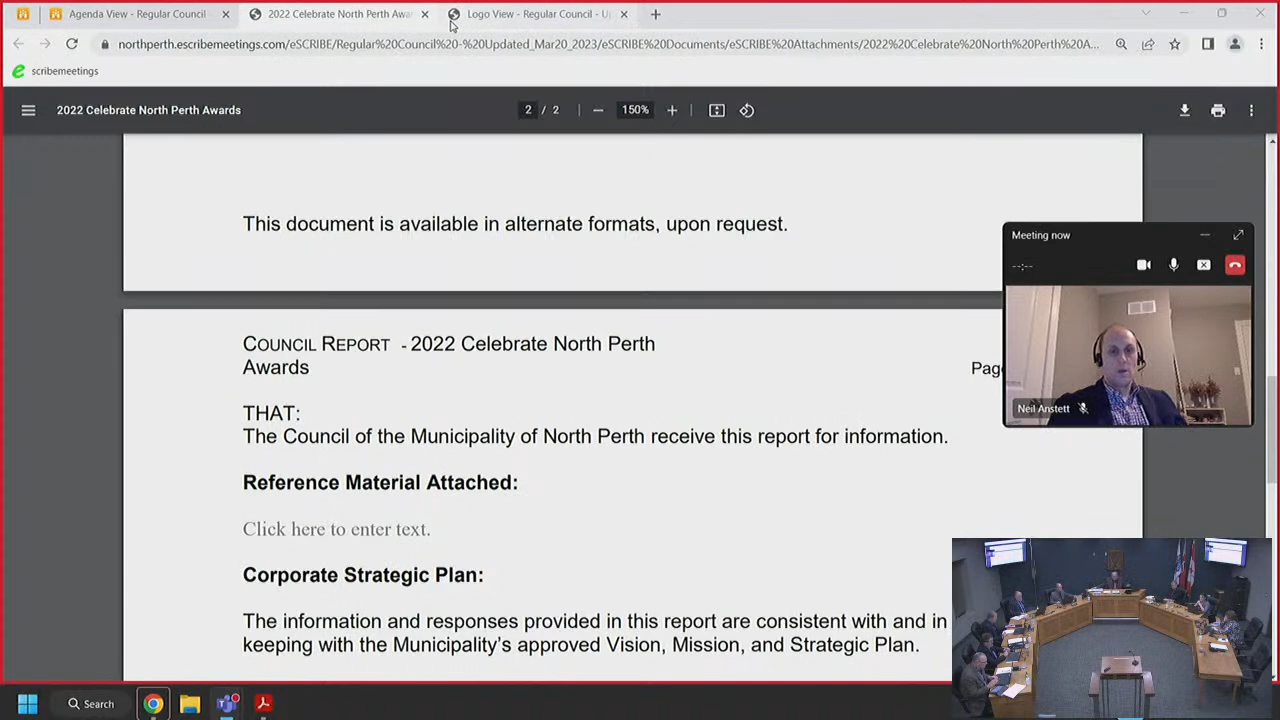 Agenda View - Regular Council -
2022 Celebrate North Perth Awa
Logo View - Regular Council - U
northperth.escribemeetings.com/eSCRIBE/Regular%20Council%20-%20Updated_Mar20_2023/eSCRIBE%20Documents/eSCRIBE%20Attachments/2022%20Celebrate%20North%20Perth%20A...
scribemeetings
2022 Celebrate North Perth Awards
2 / 2
150%
This document is available in alternate formats, upon request.
Meeting now
--:--
Neil Anstett
COUNCIL REPORT - 2022 Celebrate North Perth
Awards
Pag
THAT:
The Council of the Municipality of North Perth receive this report for information.
Reference Material Attached:
Click here to enter text.
Corporate Strategic Plan:
The information and responses provided in this report are consistent with and in
keeping with the Municipality's approved Vision, Mission, and Strategic Plan.
Search